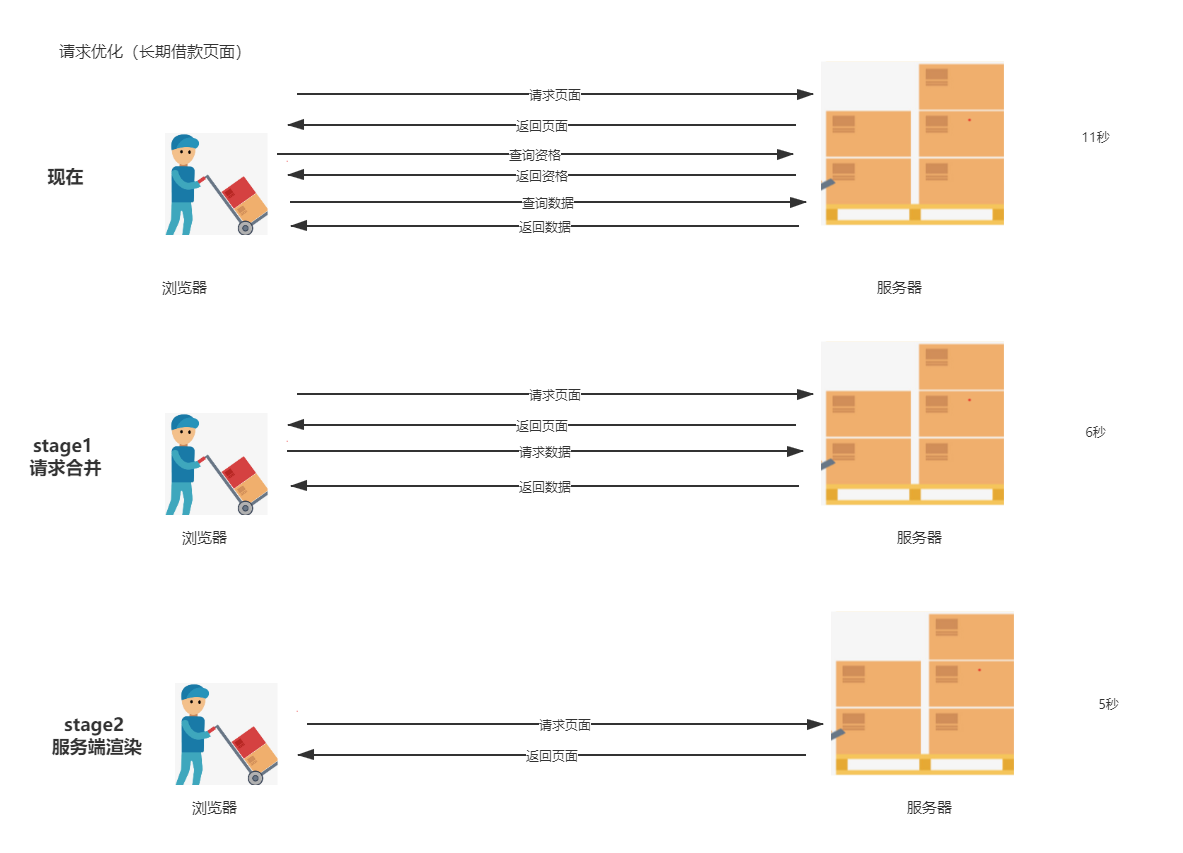 请求优化（长期借款页面）
请求页面
返回页面
11秒
查询资格
现在
返回资格
查询数据
返回数据
浏览器
服务器
请求页面
返回页面
6秒
stage1
请求合并
请求数据
返回数据
浏览器
服务器
5秒
stage2
服务端渲染
请求页面
返回页面
浏览器
服务器